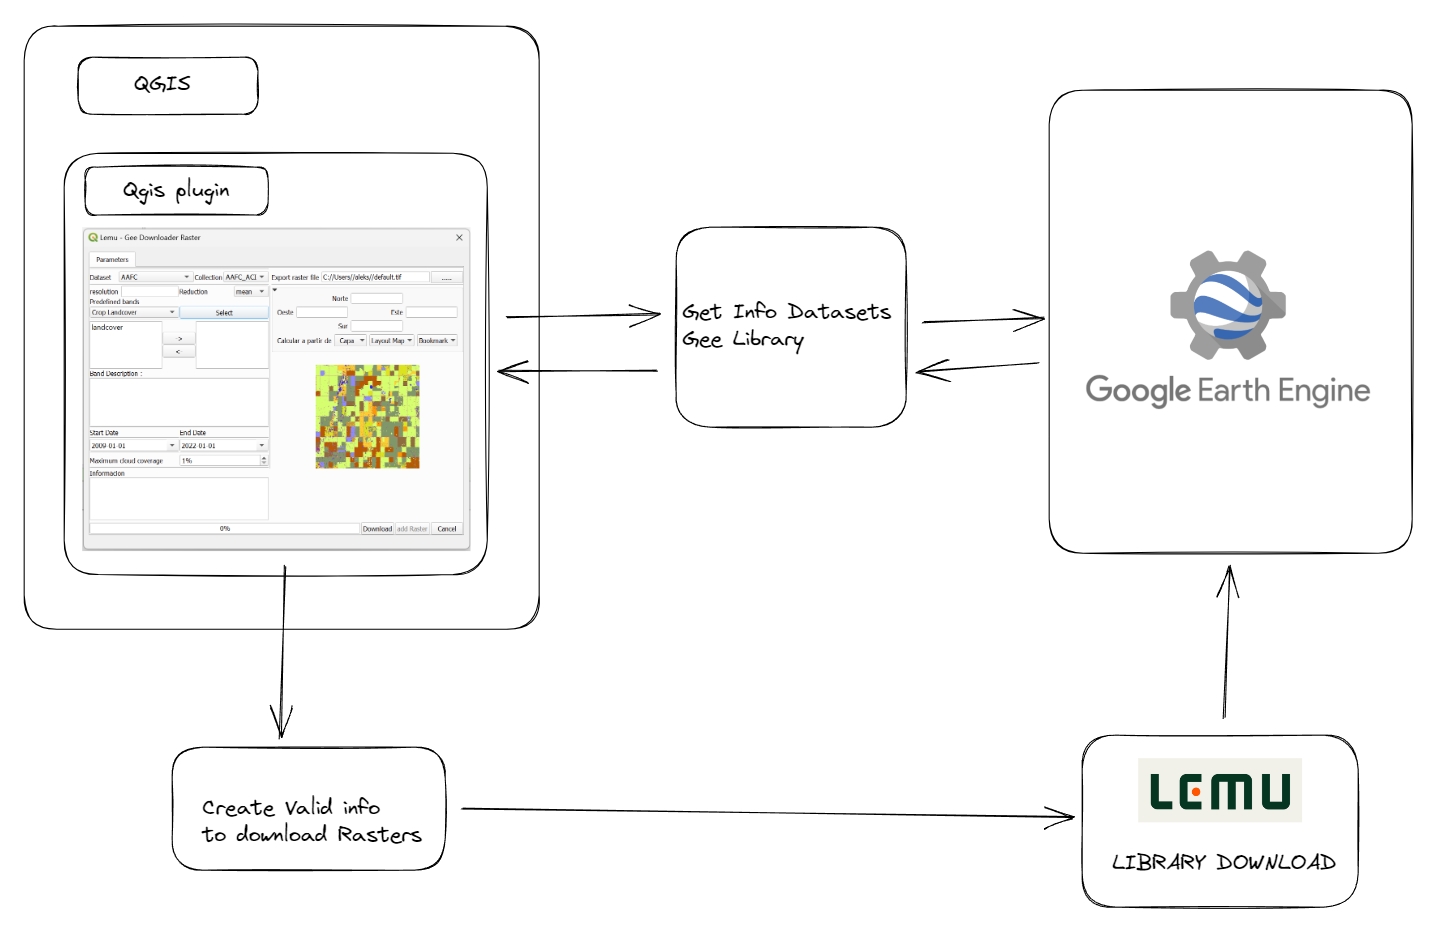 QGIS
Qgis plugin
Lemu - Gee Downloader Raster
Parameters
Dataset AAFC Collection AAFC_ACI Export raster file C://Users//aleks//default.tif ......
resolution Reduction mean
Predefined bands
Crop Landcover Select
landcover
>
<
Band Description :
Start Date End Date
2009-01-01 2022-01-01
Maximum cloud coverage 1%
Informacion
Norte
Oeste Este
Sur
Calcular a partir de Capa Layout Map Bookmark
0% Download add Raster Cancel
Get Info Datasets
Gee Library
Google Earth Engine
Create Valid info
to download Rasters
LEMU
LIBRARY DOWNLOAD